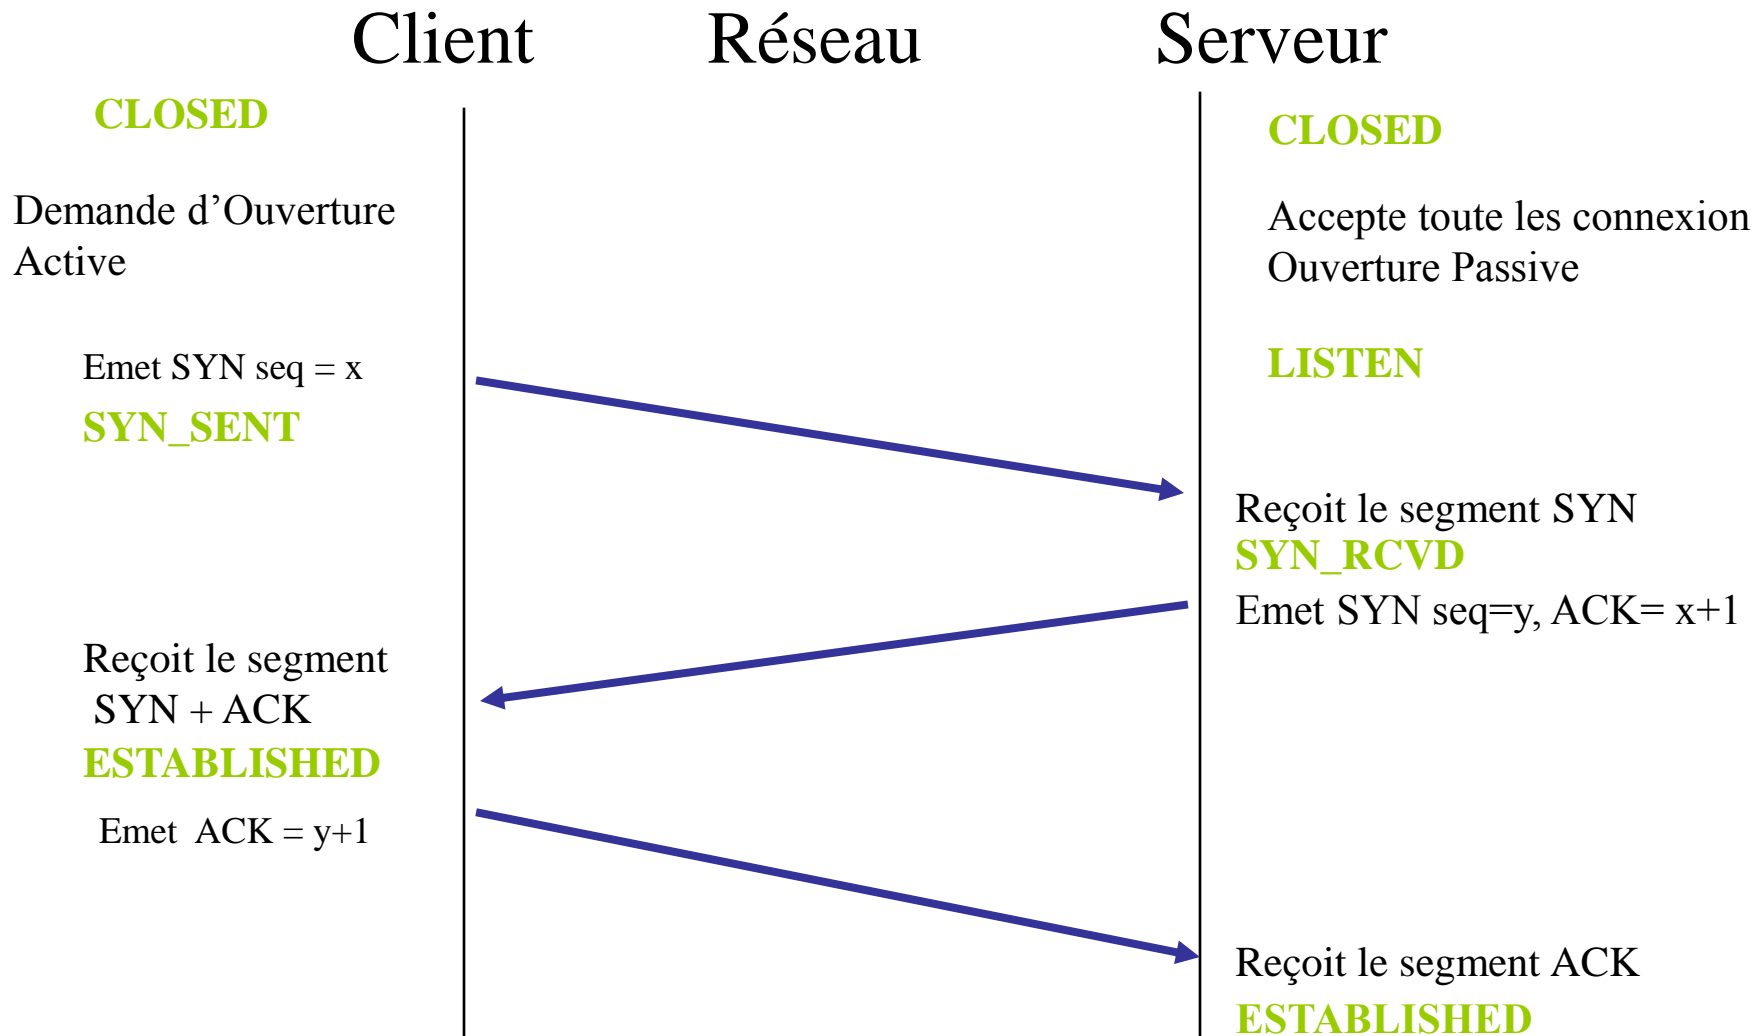 Client Réseau Serveur
CLOSED
CLOSED
Demande d’Ouverture
Active
Accepte toute les connexion
Ouverture Passive
Emet SYN seq = x
SYN_SENT
LISTEN
Reçoit le segment SYN
SYN_RCVD
Emet SYN seq=y, ACK= x+1
Reçoit le segment
SYN + ACK
ESTABLISHED
Emet ACK = y+1
Reçoit le segment ACK
ESTABLISHED